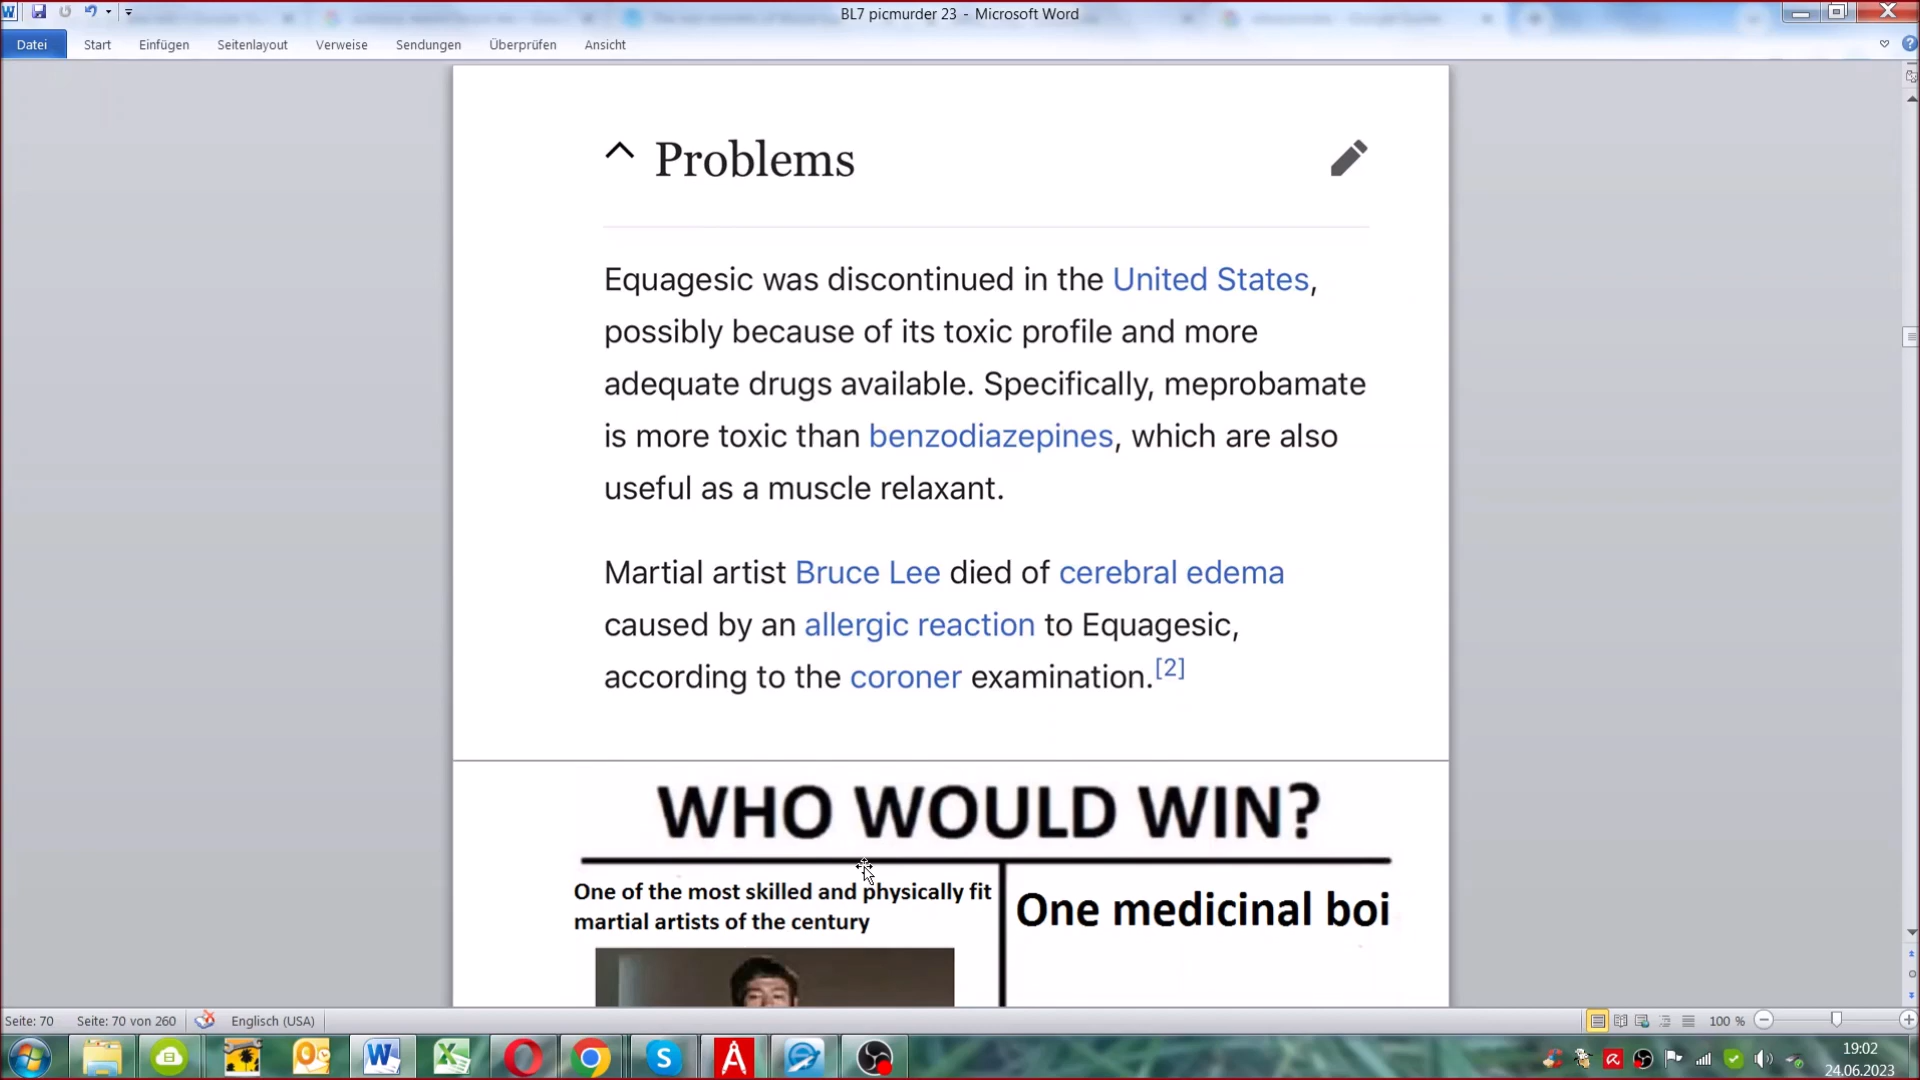 BL7 picmurder 23 - Microsoft Word
Datei Start Einfügen Seitenlayout Verweise Sendungen Überprüfen Ansicht
Problems
Equagesic was discontinued in the United States,
possibly because of its toxic profile and more
adequate drugs available. Specifically, meprobamate
is more toxic than benzodiazepines, which are also
useful as a muscle relaxant.
Martial artist Bruce Lee died of cerebral edema
caused by an allergic reaction to Equagesic,
according to the coroner examination.[2]
WHO WOULD WIN?
One of the most skilled and physically fit
martial artists of the century
One medicinal boi
Seite: 70 Seite: 70 von 260 Englisch (USA) 100 %
19:02
24.06.2023